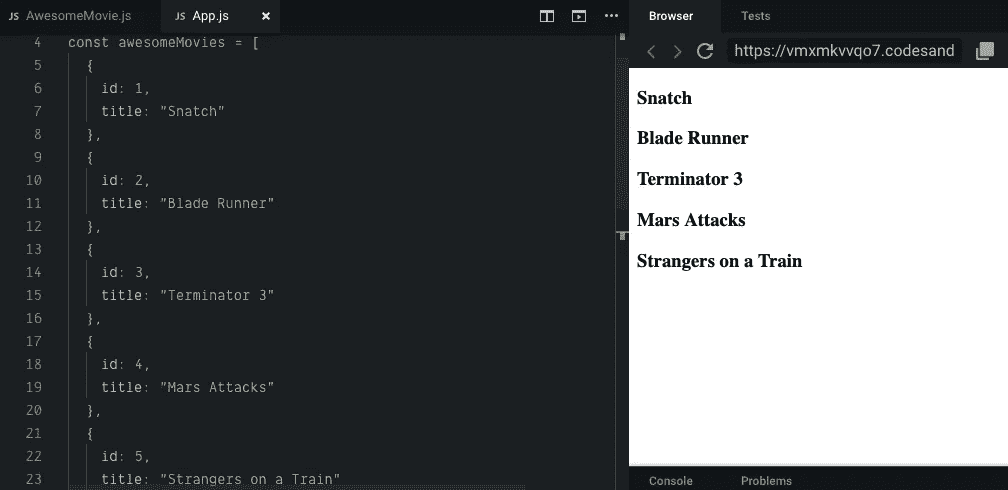 JS AwesomeMovie.js JS App.js ×
4 const awesomeMovies = [
5 {
6 id: 1,
7 title: "Snatch"
8 },
9 {
10 id: 2,
11 title: "Blade Runner"
12 },
13 {
14 id: 3,
15 title: "Terminator 3"
16 },
17 {
18 id: 4,
19 title: "Mars Attacks"
20 },
21 {
22 id: 5,
23 title: "Strangers on a Train"
Browser Tests
https://vmxmkvvqo7.codesand
Snatch
Blade Runner
Terminator 3
Mars Attacks
Strangers on a Train
Console Problems